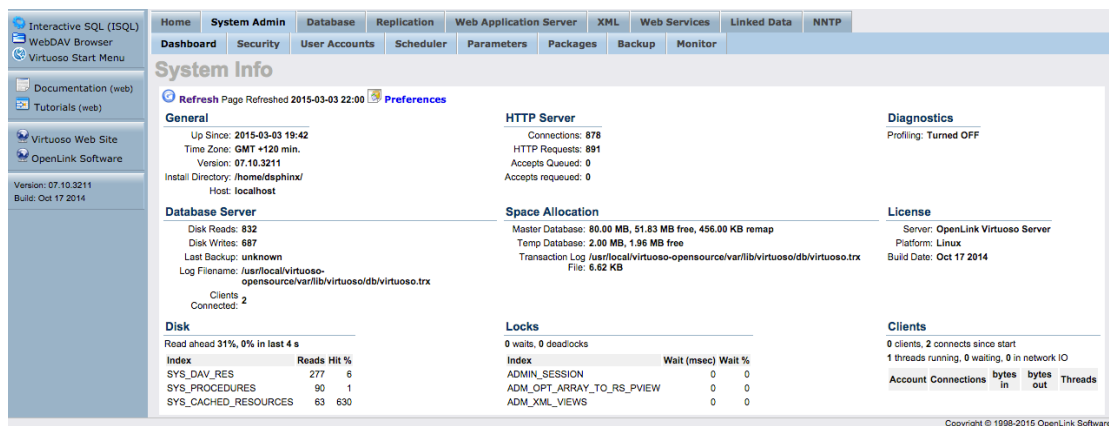 Interactive SQL (ISQL)
WebDAV Browser
Virtuoso Start Menu
Documentation (web)
Tutorials (web)
Virtuoso Web Site
OpenLink Software
Version: 07.10.3211
Build: Oct 17 2014
Home System Admin Database Replication Web Application Server XML Web Services Linked Data NNTP
Dashboard Security User Accounts Scheduler Parameters Packages Backup Monitor
System Info
Refresh Page Refreshed 2015-03-03 22:00 Preferences
General
Up Since: 2015-03-03 19:42
Time Zone: GMT +120 min.
Version: 07.10.3211
Install Directory: /home/dsphinx/
Host: localhost
HTTP Server
Connections: 878
HTTP Requests: 891
Accepts Queued: 0
Accepts requeued: 0
Diagnostics
Profiling: Turned OFF
Database Server
Disk Reads: 832
Disk Writes: 687
Last Backup: unknown
Log Filename: /usr/local/virtuoso-
opensource/var/lib/virtuoso/db/virtuoso.trx
Clients
Connected: 2
Space Allocation
Master Database: 80.00 MB, 51.83 MB free, 456.00 KB remap
Temp Database: 2.00 MB, 1.96 MB free
Transaction Log /usr/local/virtuoso-opensource/var/lib/virtuoso/db/virtuoso.trx
File: 6.62 KB
License
Server: OpenLink Virtuoso Server
Platform: Linux
Build Date: Oct 17 2014
Disk
Read ahead 31%, 0% in last 4 s
Index Reads Hit %
SYS_DAV_RES 277 6
SYS_PROCEDURES 90 1
SYS_CACHED_RESOURCES 63 630
Locks
0 waits, 0 deadlocks
Index Wait (msec) Wait %
ADMIN_SESSION 0 0
ADM_OPT_ARRAY_TO_RS_PVIEW 0 0
ADM_XML_VIEWS 0 0
Clients
0 clients, 2 connects since start
1 threads running, 0 waiting, 0 in network IO
Account Connections bytes in bytes out Threads
Copyright © 1998-2015 OpenLink Software